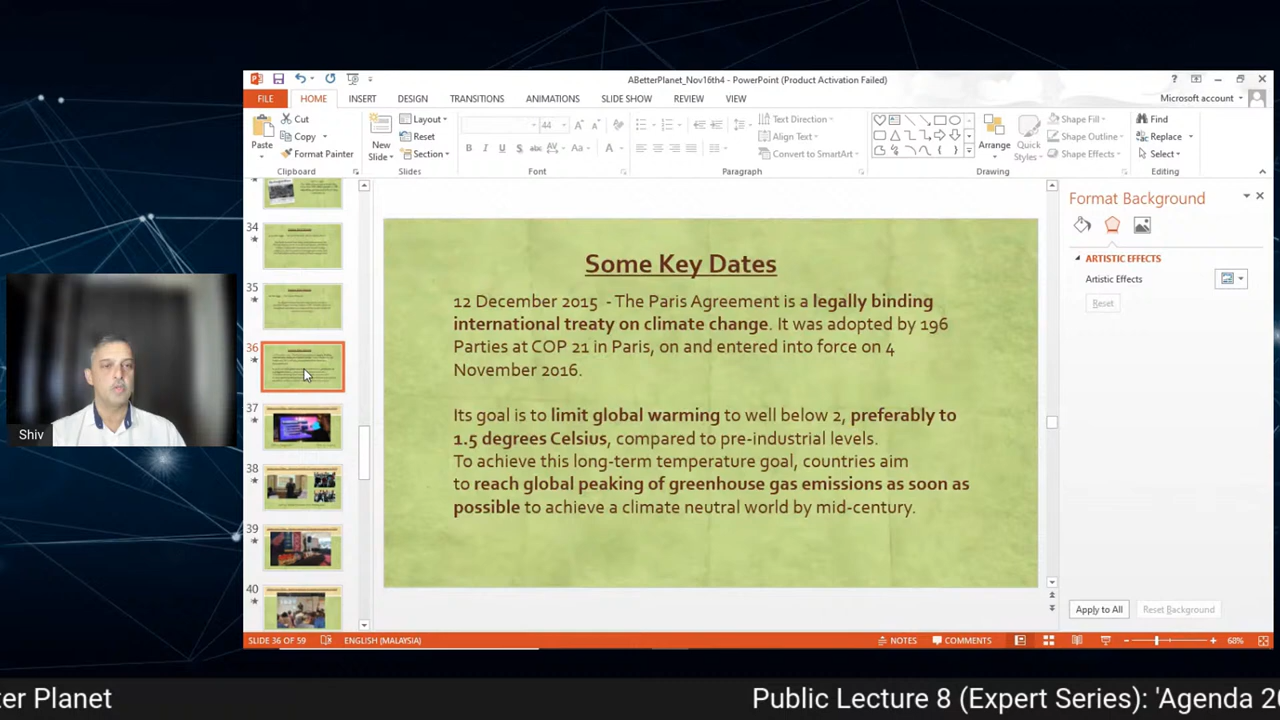 ABetterPlanet_Nov16th4 - PowerPoint (Product Activation Failed)
FILE HOME INSERT DESIGN TRANSITIONS ANIMATIONS SLIDE SHOW REVIEW VIEW Microsoft account
Paste
Cut
Copy
Format Painter
Clipboard
New Slide
Layout
Reset
Section
Slides
44
Font
Text Direction
Align Text
Convert to SmartArt
Paragraph
Arrange
Quick Styles
Shape Fill
Shape Outline
Shape Effects
Drawing
Find
Replace
Select
Editing
34
35
36
37
38
39
40
Some Key Dates
12 December 2015 - The Paris Agreement is a legally binding
international treaty on climate change. It was adopted by 196
Parties at COP 21 in Paris, on and entered into force on 4
November 2016.
Its goal is to limit global warming to well below 2, preferably to
1.5 degrees Celsius, compared to pre-industrial levels.
To achieve this long-term temperature goal, countries aim
to reach global peaking of greenhouse gas emissions as soon as
possible to achieve a climate neutral world by mid-century.
Format Background
ARTISTIC EFFECTS
Artistic Effects
Reset
Apply to All
Reset Background
Shiv
SLIDE 36 OF 59
ENGLISH (MALAYSIA)
NOTES
COMMENTS
68%
ter Planet
Public Lecture 8 (Expert Series): 'Agenda 20